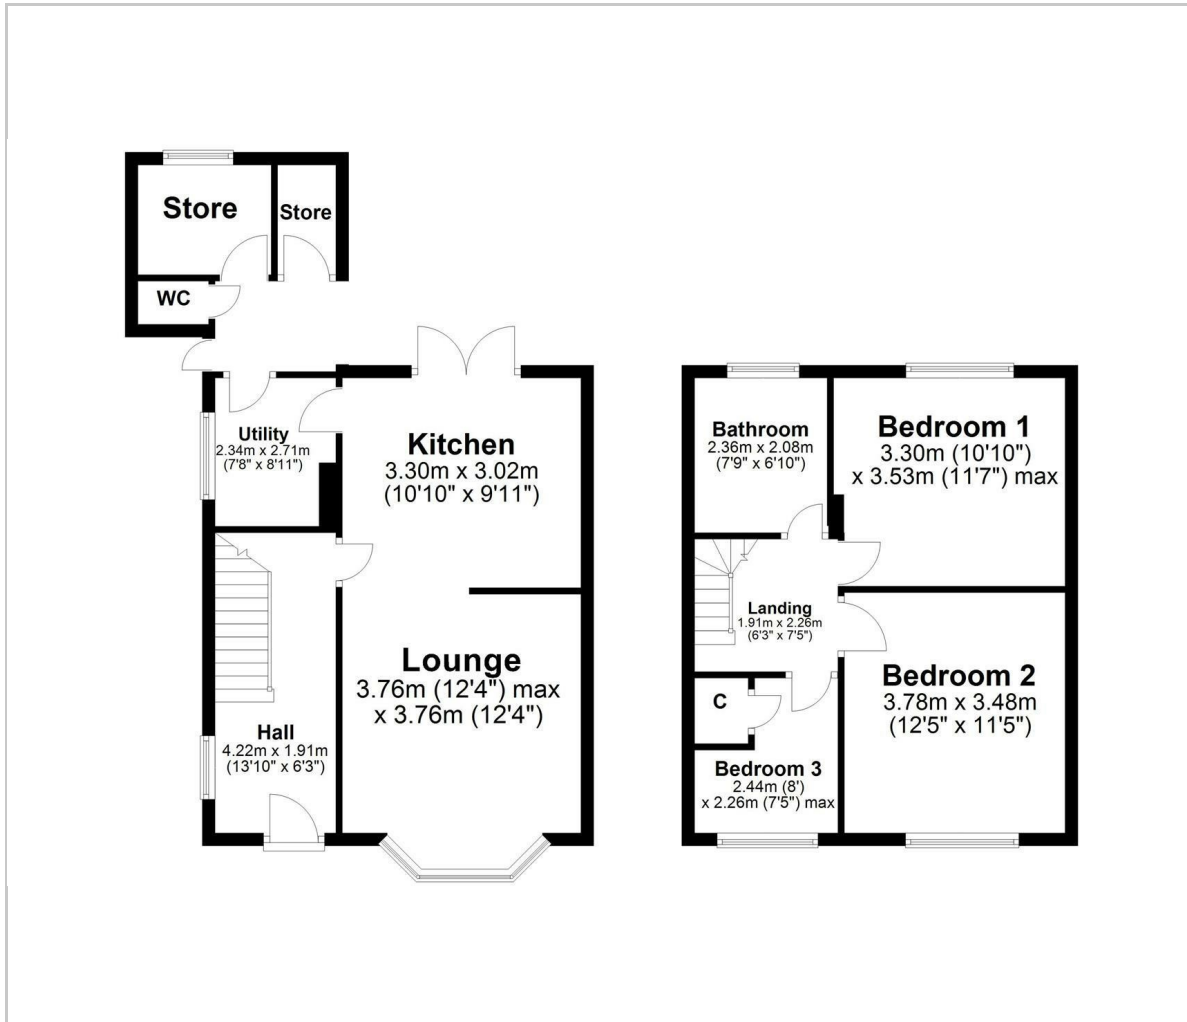 Store
Store
WC
Utility
2.34m x 2.71m
(7'8" x 8'11")
Kitchen
3.30m x 3.02m
(10'10" x 9'11")
Lounge
3.76m (12'4") max
x 3.76m (12'4")
Hall
4.22m x 1.91m
(13'10" x 6'3")
Bathroom
2.36m x 2.08m
(7'9" x 6'10")
Bedroom 1
3.30m (10'10")
x 3.53m (11'7") max
Landing
1.91m x 2.26m
(6'3" x 7'5")
Bedroom 2
3.78m x 3.48m
(12'5" x 11'5")
C
Bedroom 3
2.44m (8')
x 2.26m (7'5") max